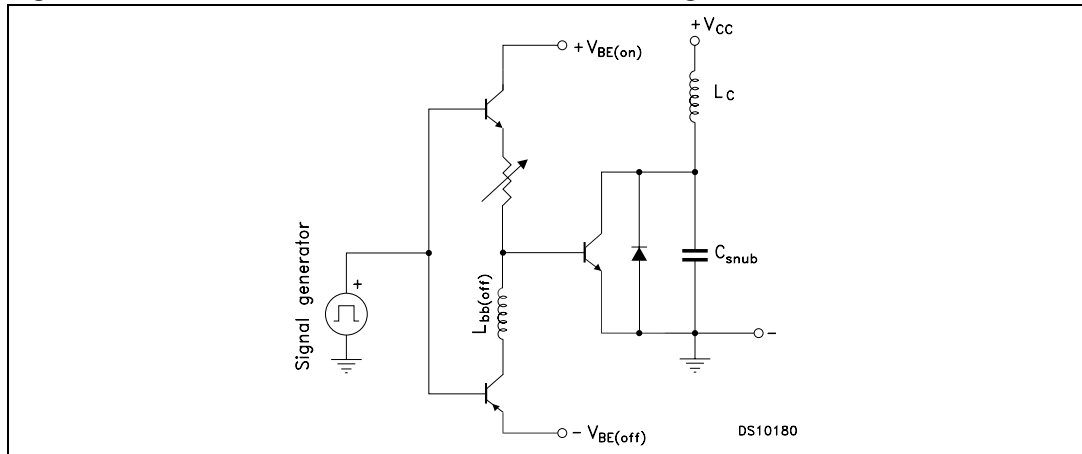 +VCC
+VBE(on)
LC
Signal generator
+
Lbb(off)
Csnub
-
- VBE(off)
DS10180